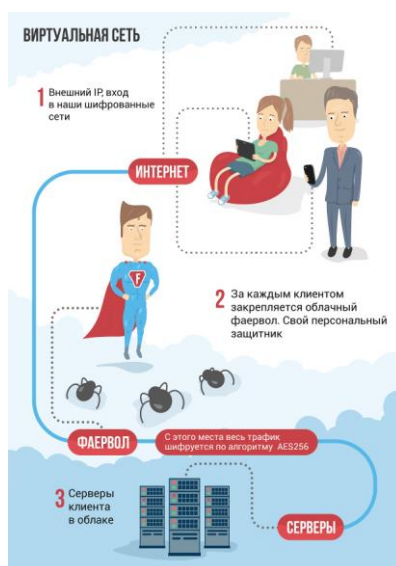 ВИРТУАЛЬНАЯ СЕТЬ
1 Внешний IP, вход
в наши шифрованные
сети
ИНТЕРНЕТ
F
2 За каждым клиентом
закрепляется облачный
фаервол. Свой персональный
защитник
ФАЕРВОЛ
С этого места весь трафик
шифруется по алгоритму AES256
3 Серверы
клиента
в облаке
СЕРВЕРЫ